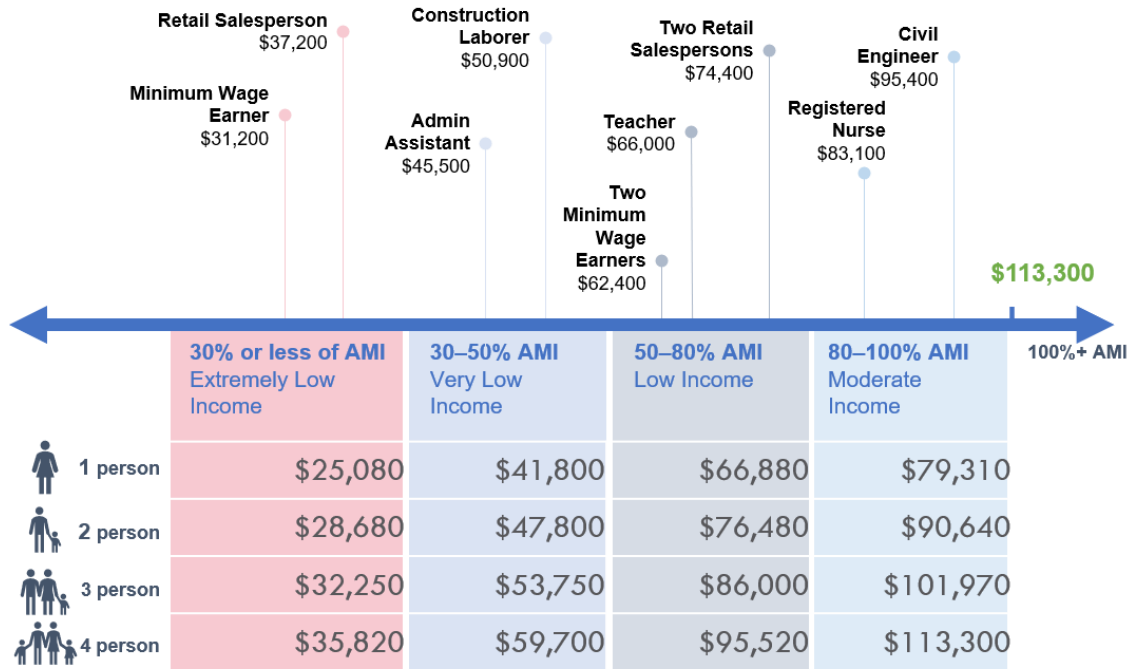 Retail Salesperson
$37,200
Minimum Wage
Earner
$31,200
Construction
Laborer
$50,900
Admin
Assistant
$45,500
Two Retail
Salespersons
$74,400
Teacher
$66,000
Two
Minimum
Wage
Earners
$62,400
Civil
Engineer
$95,400
Registered
Nurse
$83,100
$113,300
30% or less of AMI
Extremely Low
Income
30–50% AMI
Very Low
Income
50–80% AMI
Low Income
80–100% AMI
Moderate
Income
100%+ AMI
1 person $25,080 $41,800 $66,880 $79,310
2 person $28,680 $47,800 $76,480 $90,640
3 person $32,250 $53,750 $86,000 $101,970
4 person $35,820 $59,700 $95,520 $113,300